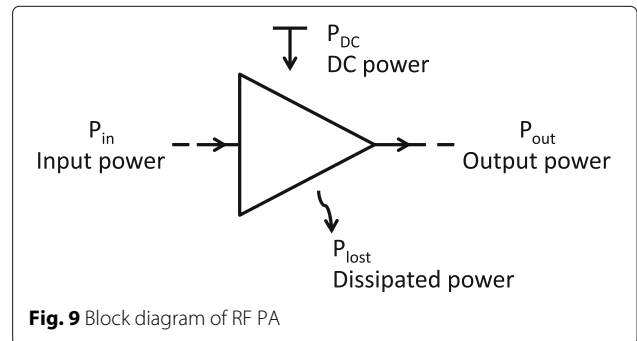 P_DC
DC power
P_in
Input power
P_out
Output power
P_lost
Dissipated power
Fig. 9 Block diagram of RF PA